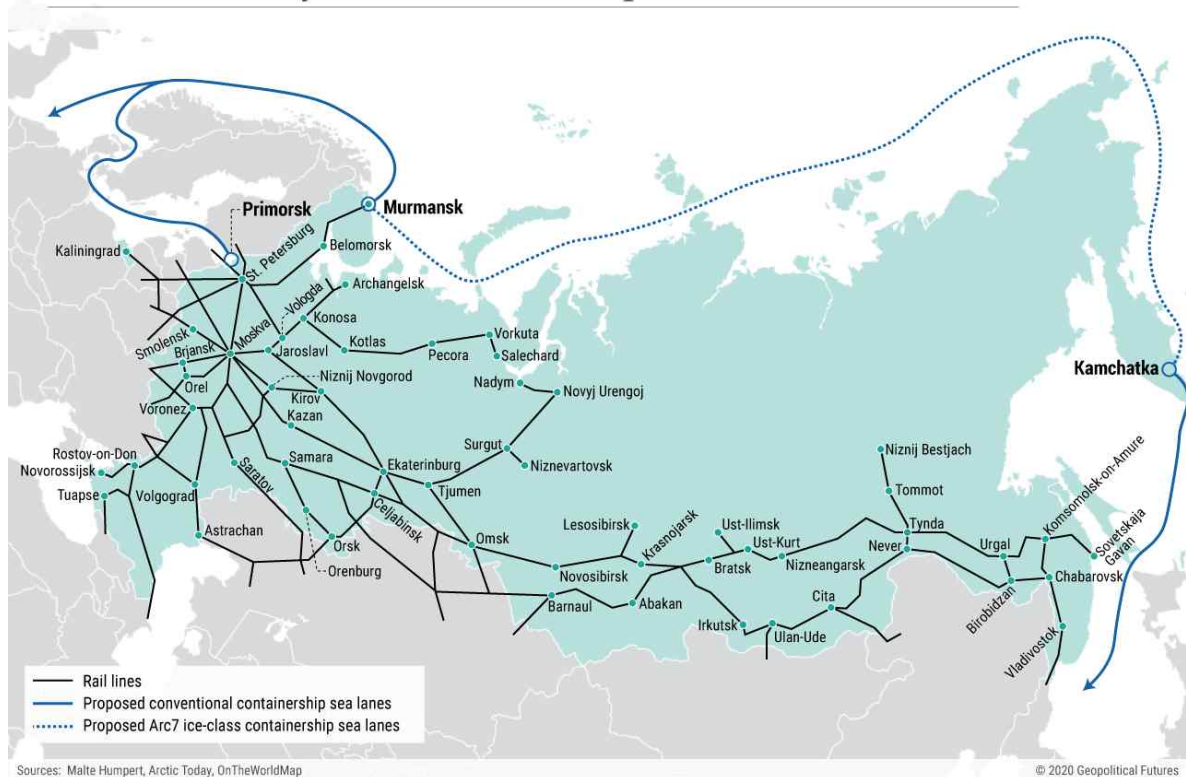 Primorsk
Murmansk
Kaliningrad
St. Petersburg
Belomorsk
Archangelsk
Vologda
Konosa
Smolensk
Moskva
Brjansk
Jaroslavl
Kotlas
Vorkuta
Pecora
Salechard
Kamchatka
Orel
Niznij Novgorod
Nadym
Novyj Urengoj
Kirov
Voronez
Kazan
Rostov-on-Don
Novorossijsk
Saratov
Samara
Ekaterinburg
Surgut
Niznevartovsk
Niznij Bestjach
Tuapse
Volgograd
Celjabinsk
Tjumen
Tommot
Komsomolsk-on-Amure
Astrachan
Orsk
Omsk
Lesosibirsk
Krasnojarsk
Ust-Ilimsk
Ust-Kurt
Tynda
Urgal
Sovetskaja
Gavan
Never
Orenburg
Novosibirsk
Bratsk
Nizneangarsk
Chabarovsk
Barnaul
Abakan
Cita
Birobidzan
Irkutsk
Ulan-Ude
Vladivostok
Rail lines
Proposed conventional containership sea lanes
Proposed Arc7 ice-class containership sea lanes
Sources: Malte Humpert, Arctic Today, OnTheWorldMap
© 2020 Geopolitical Futures